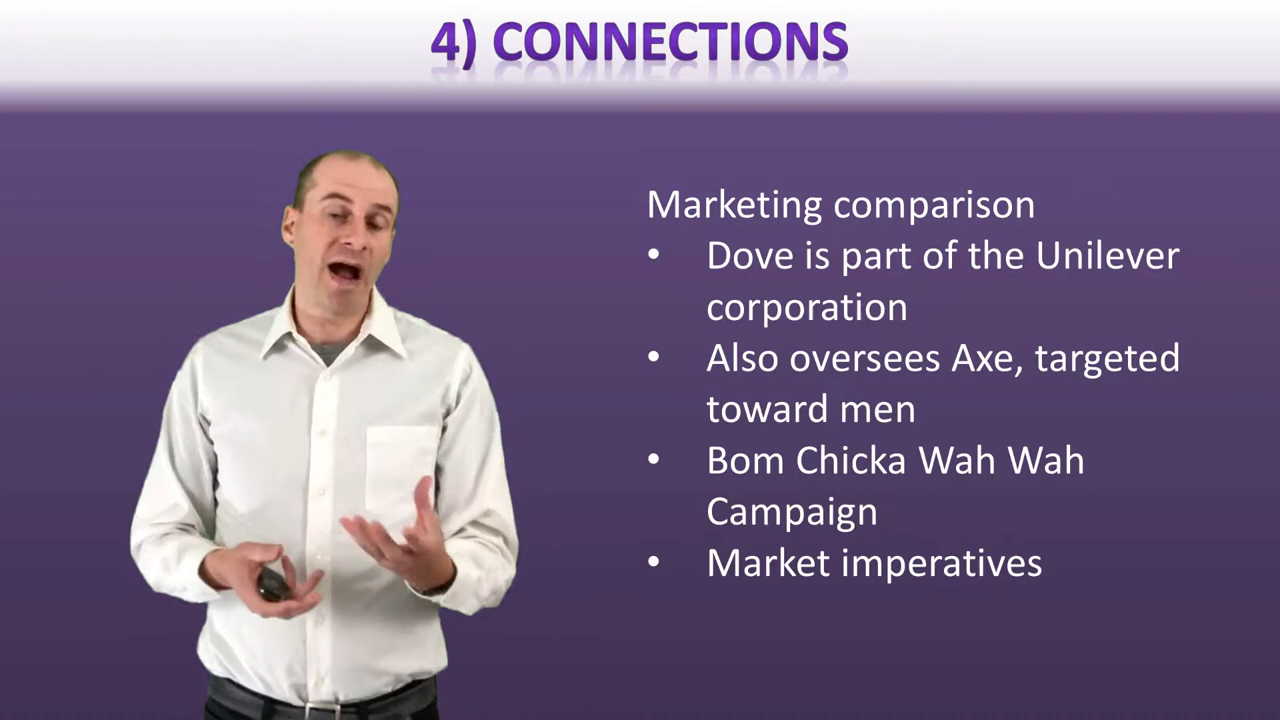 4) CONNECTIONS
Marketing comparison
• Dove is part of the Unilever
corporation
• Also oversees Axe, targeted
toward men
• Bom Chicka Wah Wah
Campaign
• Market imperatives